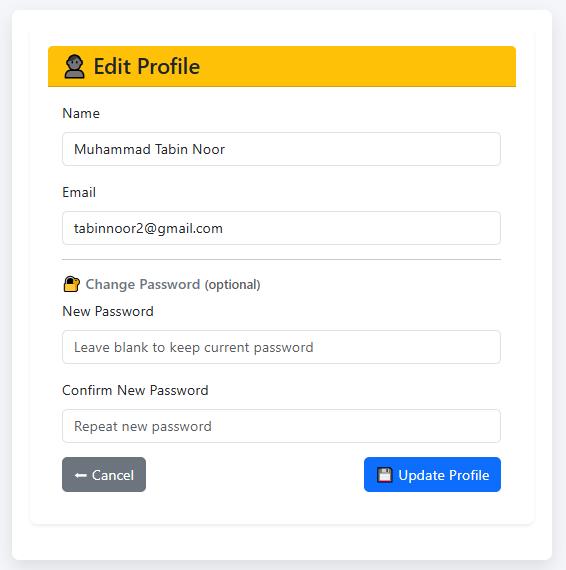 Edit Profile
Name
Muhammad Tabin Noor
Email
tabinnoor2@gmail.com
Change Password (optional)
New Password
Leave blank to keep current password
Confirm New Password
Repeat new password
Cancel
Update Profile